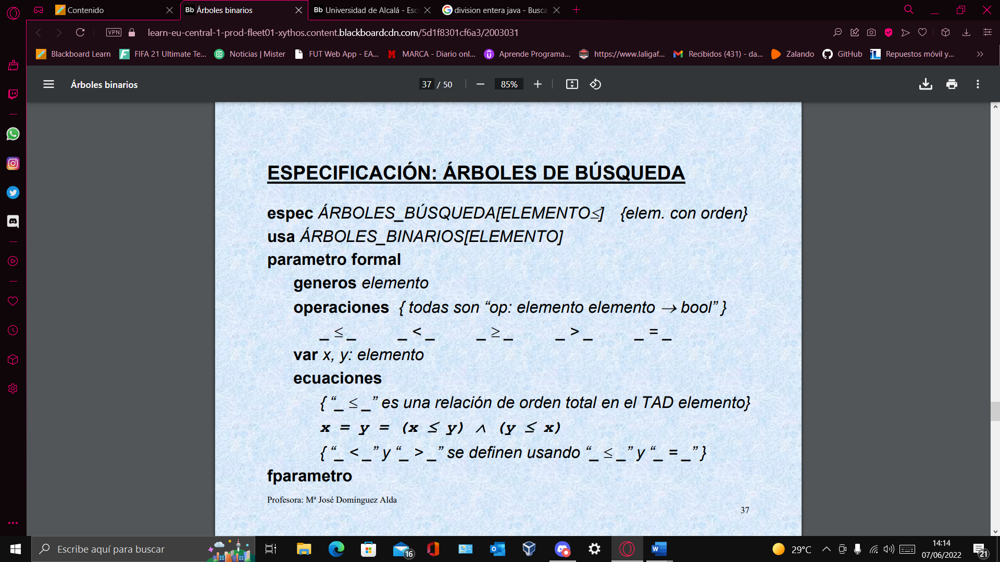 Contenido
Bb Árboles binarios
Bb Universidad de Alcalá - Esc
division entera java - Busca
VPN
learn-eu-central-1-prod-fleet01-xythos.content.blackboardcdn.com/5d1f8301cf6a3/2003031
Blackboard Learn
FIFA 21 Ultimate Te...
Noticias | Mister
FUT Web App - EA...
MARCA - Diario onl...
Aprende Programa...
https://www.laligaf...
Recibidos (431) - da...
Zalando
GitHub
Repuestos móvil y...
Árboles binarios
37 / 50
85%
ESPECIFICACIÓN: ÁRBOLES DE BÚSQUEDA
espec ÁRBOLES_BÚSQUEDA[ELEMENTO≤] {elem. con orden}
usa ÁRBOLES_BINARIOS[ELEMENTO]
parametro formal
generos elemento
operaciones { todas son “op: elemento elemento → bool” }
_ ≤ _ _ < _ _ ≥ _ _ > _ _ = _
var x, y: elemento
ecuaciones
{ “_ ≤ _” es una relación de orden total en el TAD elemento}
x = y = (x ≤ y) ∧ (y ≤ x)
{ “_ < _” y “_ > _” se definen usando “_ ≤ _” y “_ = _” }
fparametro
Profesora: Mª José Domínguez Alda
37
Escribe aquí para buscar
16
29°C
14:14
07/06/2022
21